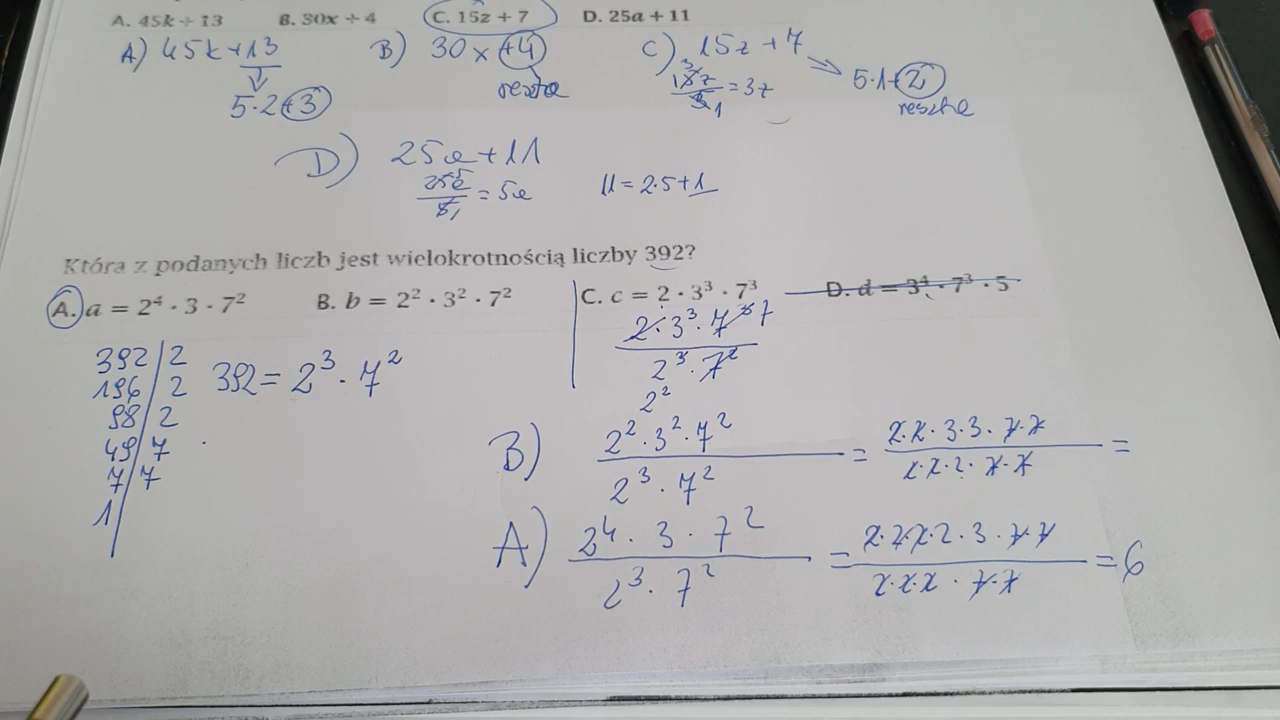 A. 45k + 13 B. 30x + 4 C. 15z + 7 D. 25a + 11
A) 45k+13 B) 30x+4 C) 15z+7
5·2+3 reszta 15z/5 = 3z 5·1+2 reszta
D) 25a+11
25a/5 = 5a 11 = 2·5+1
Która z podanych liczb jest wielokrotnością liczby 392?
A. a = 2⁴ · 3 · 7² B. b = 2² · 3² · 7² C. c = 2 · 3³ · 7³ D. d = 3⁴ · 7³ · 5
392 | 2
196 | 2
98 | 2
49 | 7
7 | 7
1
392 = 2³ · 7²
2·3³·7³ 7
2³·7²
2²
B) 2²·3²·7² / 2³·7² = 2·2·3·3·7·7 / 2·2·2·7·7 =
A) 2⁴·3·7² / 2³·7² = 2·2·2·2·3·7·7 / 2·2·2·7·7 = 6